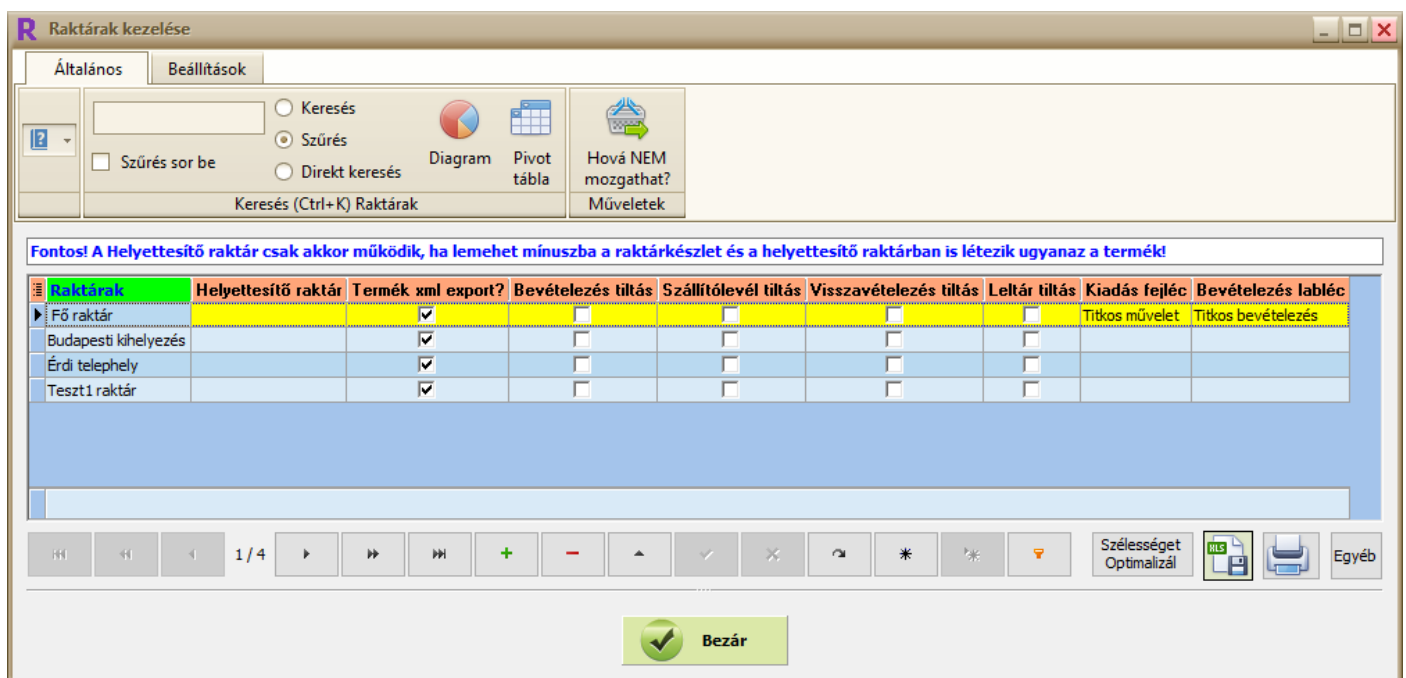 R Raktárak kezelése
Általános Beállítások
Keresés
Szűrés
Direkt keresés
Szűrés sor be
Diagram
Pivot
tábla
Hová NEM
mozgathat?
Keresés (Ctrl+K) Raktárak
Műveletek
Fontos! A Helyettesítő raktár csak akkor működik, ha lemehet mínuszba a raktárkészlet és a helyettesítő raktárban is létezik ugyanaz a termék!
Raktárak Helyettesítő raktár Termék xml export? Bevételezés tiltás Szállítólevél tiltás Visszavételezés tiltás Leltár tiltás Kiadás fejléc Bevételezés labléc
Fő raktár Titkos művelet Titkos bevételezés
Budapesti kihelyezés
Érdi telephely
Teszt1 raktár
1 / 4
Szélességet
Optimalizál
XLS
Egyéb
Bezár